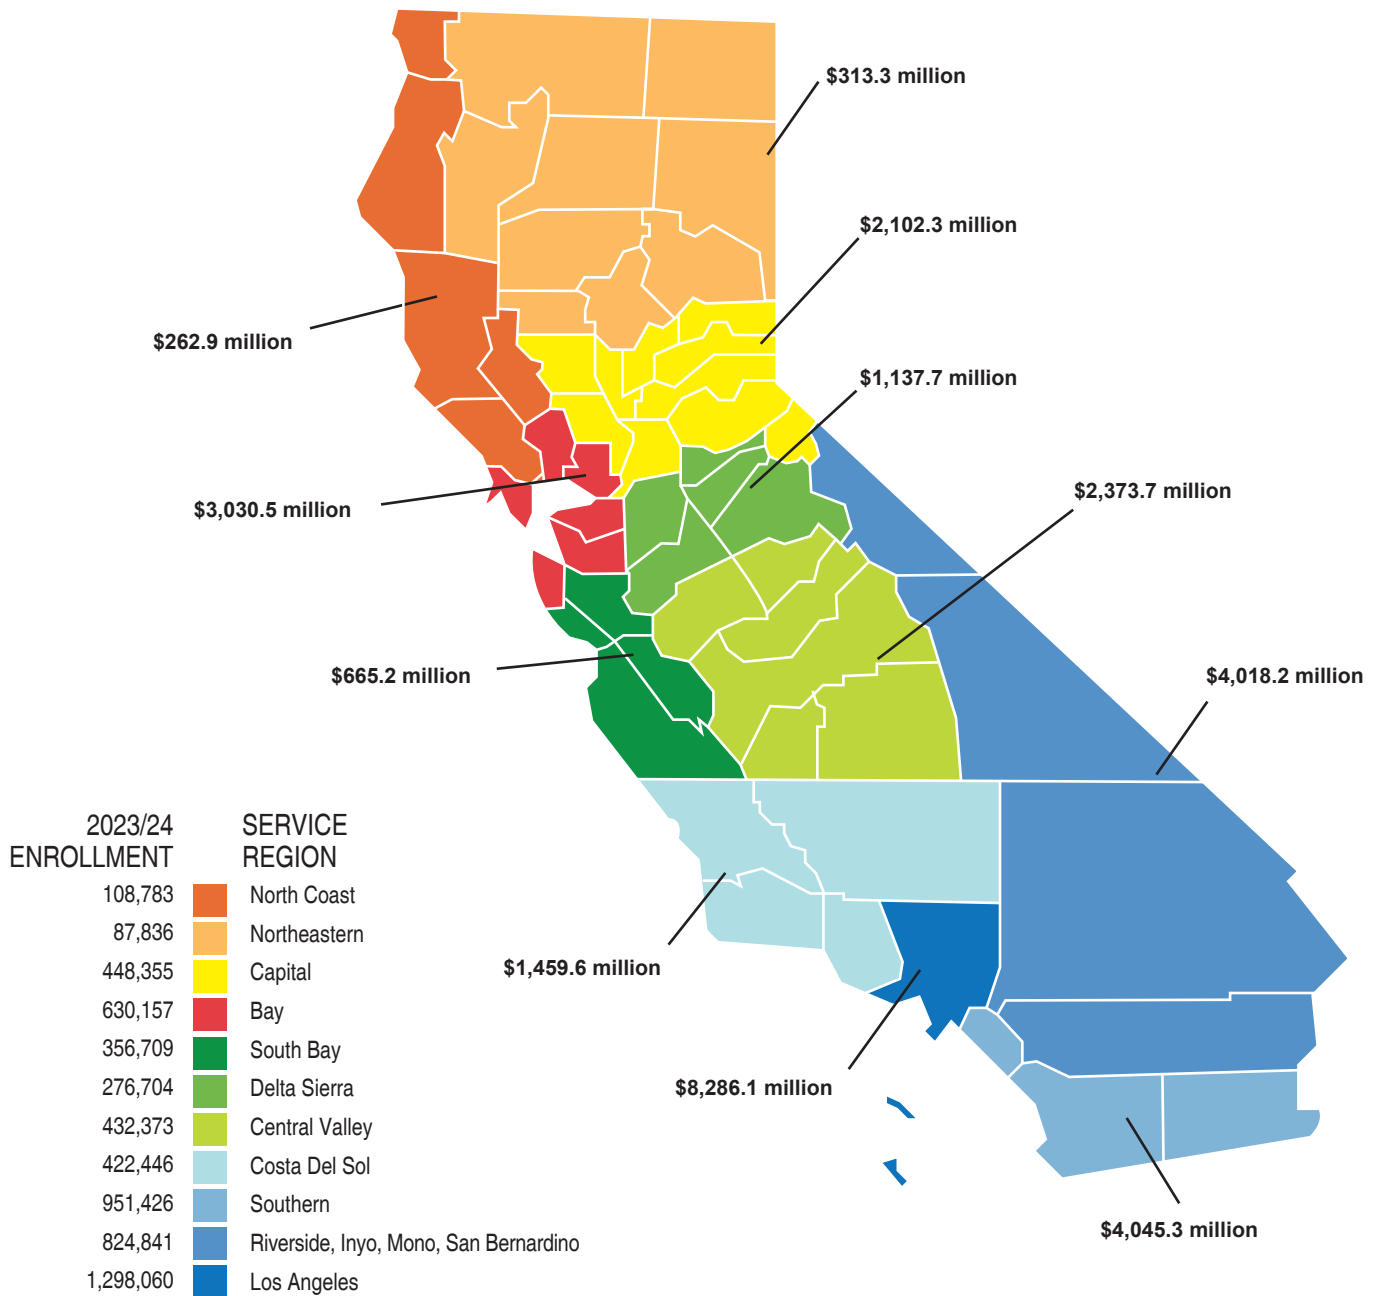 $313.3 million
$2,102.3 million
$262.9 million
$1,137.7 million
$3,030.5 million
$2,373.7 million
$665.2 million
$4,018.2 million
2023/24 SERVICE
ENROLLMENT REGION
108,783 North Coast
87,836 Northeastern
448,355 Capital
$1,459.6 million
630,157 Bay
356,709 South Bay
276,704 Delta Sierra
$8,286.1 million
432,373 Central Valley
422,446 Costa Del Sol
951,426 Southern
$4,045.3 million
824,841 Riverside, Inyo, Mono, San Bernardino
1,298,060 Los Angeles